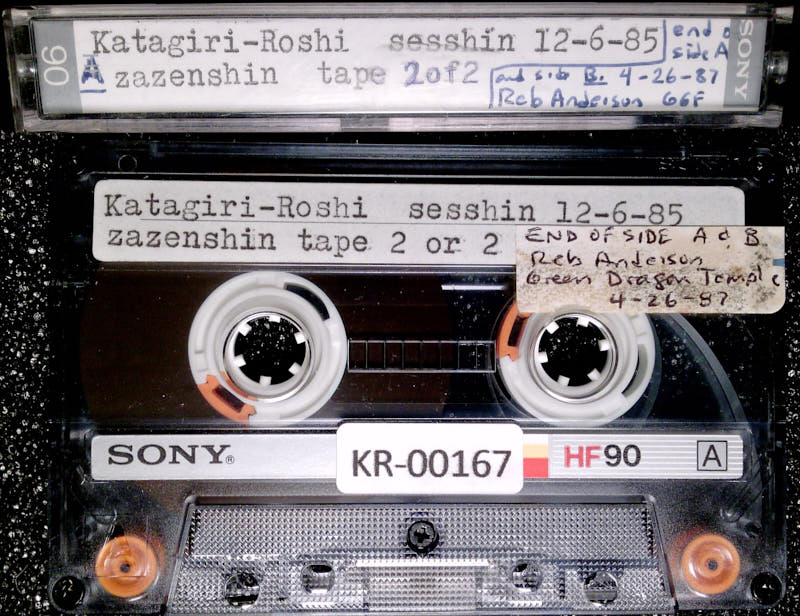 90
A
Katagiri-Roshi sesshin 12-6-85
zazenshin tape 2of2
end of
side A
and side B. 4-26-87
Reb Anderson GGF
SONY
Katagiri-Roshi sesshin 12-6-85
zazenshin tape 2 or 2
END OF SIDE A & B
Reb Anderson
Green Dragon Temple
4-26-87
SONY®
KR-00167
HF90
A